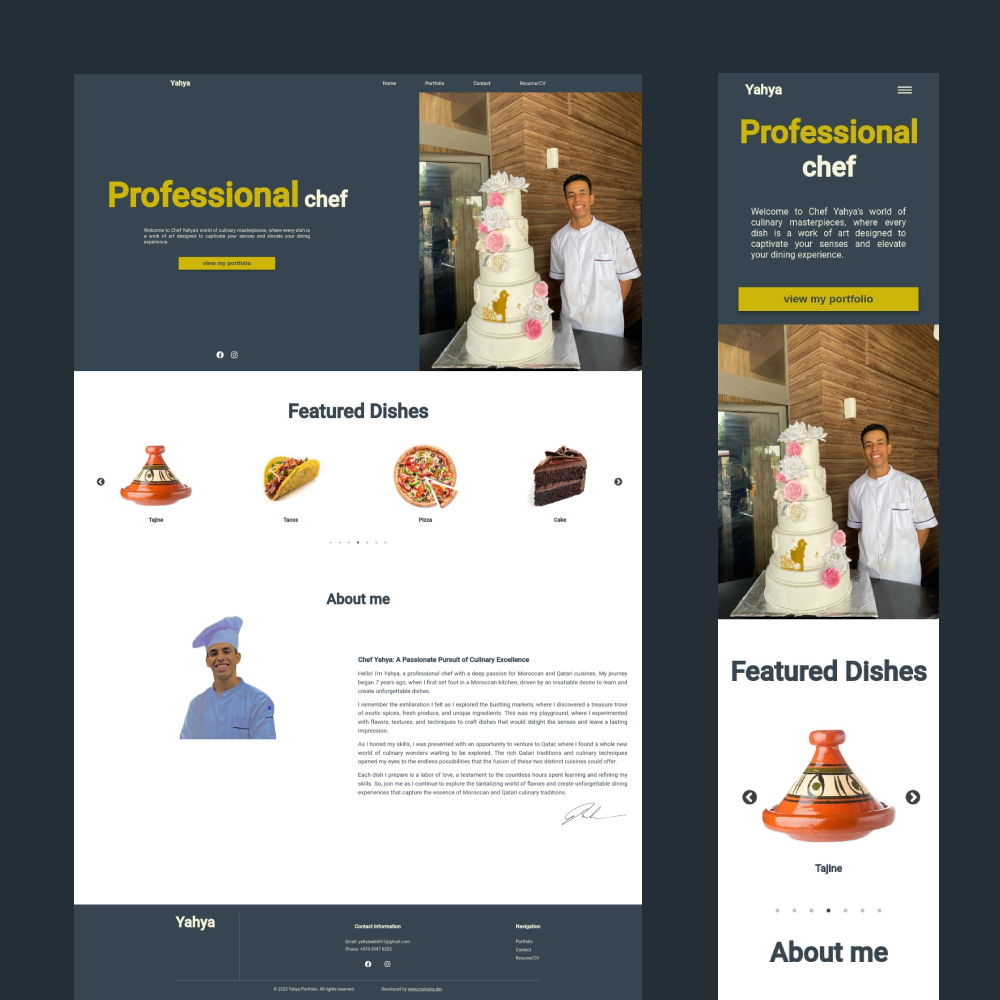 Yahya
Home Portfolio Contact Resume/CV
Professional chef
Welcome to Chef Yahya's world of culinary masterpieces, where every dish is
a work of art designed to captivate your senses and elevate your dining
experience.
view my portfolio
Featured Dishes
Tajine Tacos Pizza Cake
About me
Chef Yahya: A Passionate Pursuit of Culinary Excellence
Hello! I'm Yahya, a professional chef with a deep passion for Moroccan and Qatari cuisines. My journey
began 7 years ago, when I first set foot in a Moroccan kitchen, driven by an insatiable desire to learn and
create unforgettable dishes.
I remember the exhilaration I felt as I explored the bustling markets, where I discovered a treasure trove
of exotic spices, fresh produce, and unique ingredients. This was my playground, where I experimented
with flavors, textures, and techniques to craft dishes that would delight the senses and leave a lasting
impression.
As I honed my skills, I was presented with an opportunity to venture to Qatar, where I found a whole new
world of culinary wonders waiting to be explored. The rich Qatari traditions and culinary techniques
opened my eyes to the endless possibilities that the fusion of these two distinct cuisines could offer.
Each dish I prepare is a labor of love, a testament to the countless hours spent learning and refining my
skills. So, join me as I continue to explore the tantalizing world of flavors and create unforgettable dining
experiences that capture the essence of Moroccan and Qatari culinary traditions.
Yahya
Contact Information
Email:
Phone: +974 3997 6325
Navigation
Portfolio
Contact
Resume/CV
© 2023 Yahya Portfolio. All rights reserved. Developed by
Yahya
Professional
chef
Welcome to Chef Yahya's world of
culinary masterpieces, where every
dish is a work of art designed to
captivate your senses and elevate
your dining experience.
view my portfolio
Featured Dishes
Tajine
About me